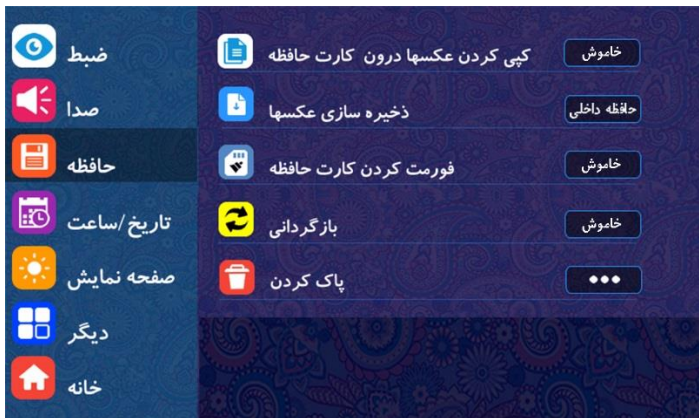 ضبط
صدا
حافظه
تاریخ/ساعت
صفحه نمایش
دیگر
خانه
کپی کردن عکسها درون کارت حافظه
خاموش
ذخیره سازی عکسها
حافظه داخلی
فورمت کردن کارت حافظه
خاموش
بازگردانی
خاموش
پاک کردن
•••